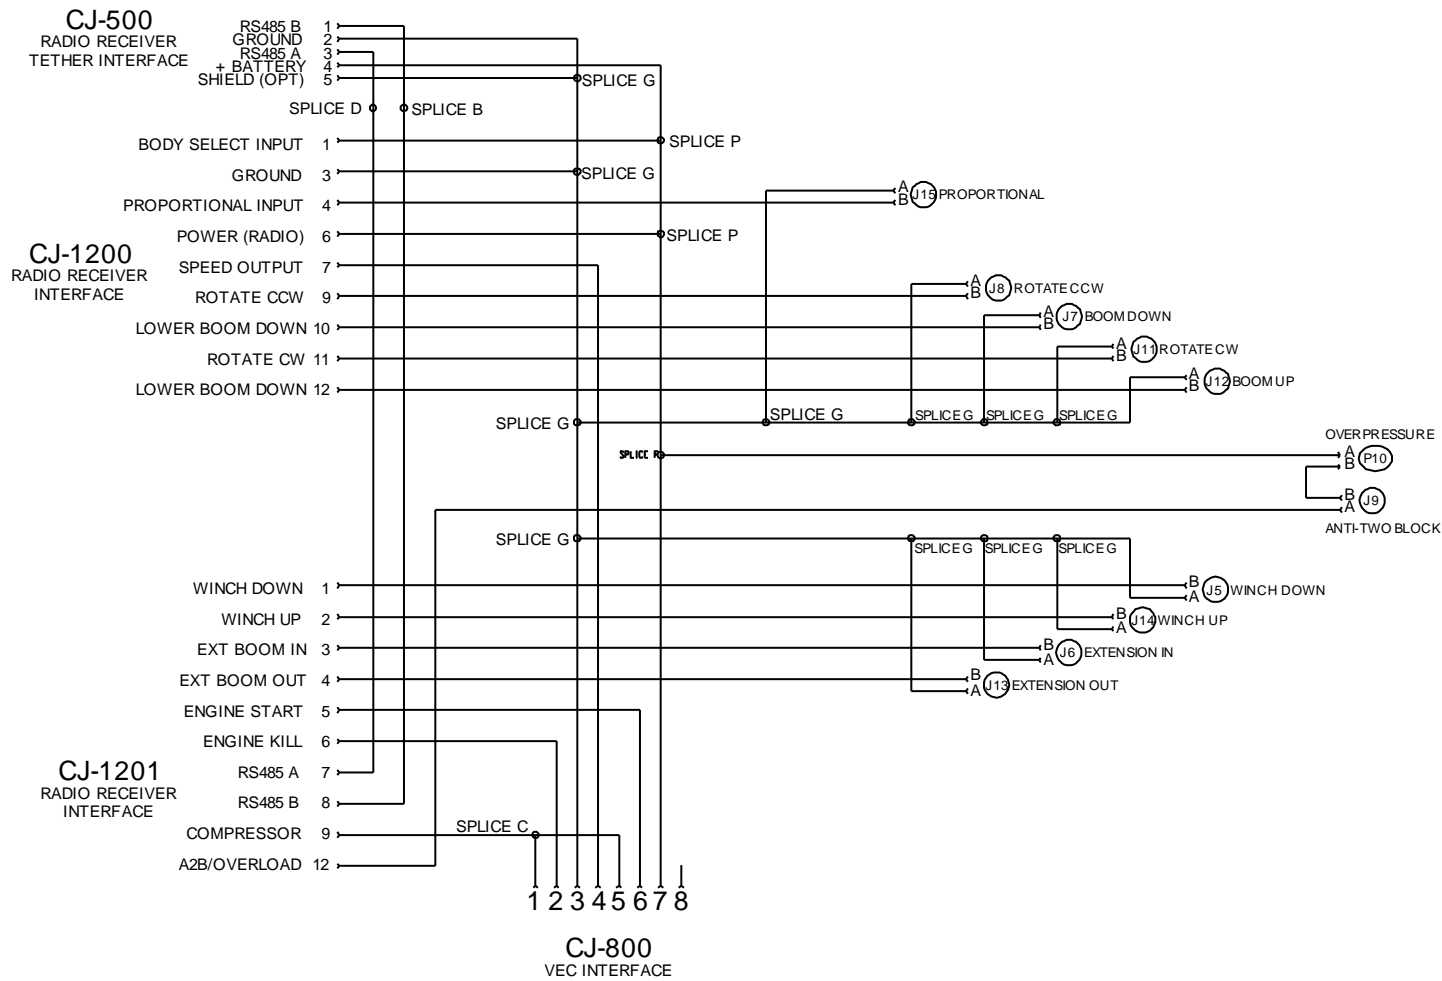 CJ-500
RADIO RECEIVER
TETHER INTERFACE
RS485 B 1
GROUND 2
RS485 A 3
+ BATTERY 4
SHIELD (OPT) 5
SPLICE G
SPLICE D
SPLICE B
BODY SELECT INPUT 1
SPLICE P
GROUND 3
SPLICE G
PROPORTIONAL INPUT 4
A
B
J15 PROPORTIONAL
POWER (RADIO) 6
SPLICE P
CJ-1200
RADIO RECEIVER
INTERFACE
SPEED OUTPUT 7
ROTATE CCW 9
A
B
J8 ROTATE CCW
LOWER BOOM DOWN 10
A
B
J7 BOOM DOWN
ROTATE CW 11
A
B
J11 ROTATE CW
LOWER BOOM DOWN 12
A
B
J12 BOOM UP
SPLICE G
SPLICE G
SPLICE G
SPLICE G
SPLICE G
OVERPRESSURE
SPLICE
A
B
P10
B
A
J9
ANTI-TWO BLOCK
SPLICE G
SPLICE G
SPLICE G
SPLICE G
WINCH DOWN 1
B
A
J5 WINCH DOWN
WINCH UP 2
B
A
J14 WINCH UP
EXT BOOM IN 3
B
A
J6 EXTENSION IN
EXT BOOM OUT 4
B
A
J13 EXTENSION OUT
ENGINE START 5
ENGINE KILL 6
CJ-1201
RADIO RECEIVER
INTERFACE
RS485 A 7
RS485 B 8
COMPRESSOR 9
SPLICE C
A2B/OVERLOAD 12
1 2 3 4 5 6 7 8
CJ-800
VEC INTERFACE